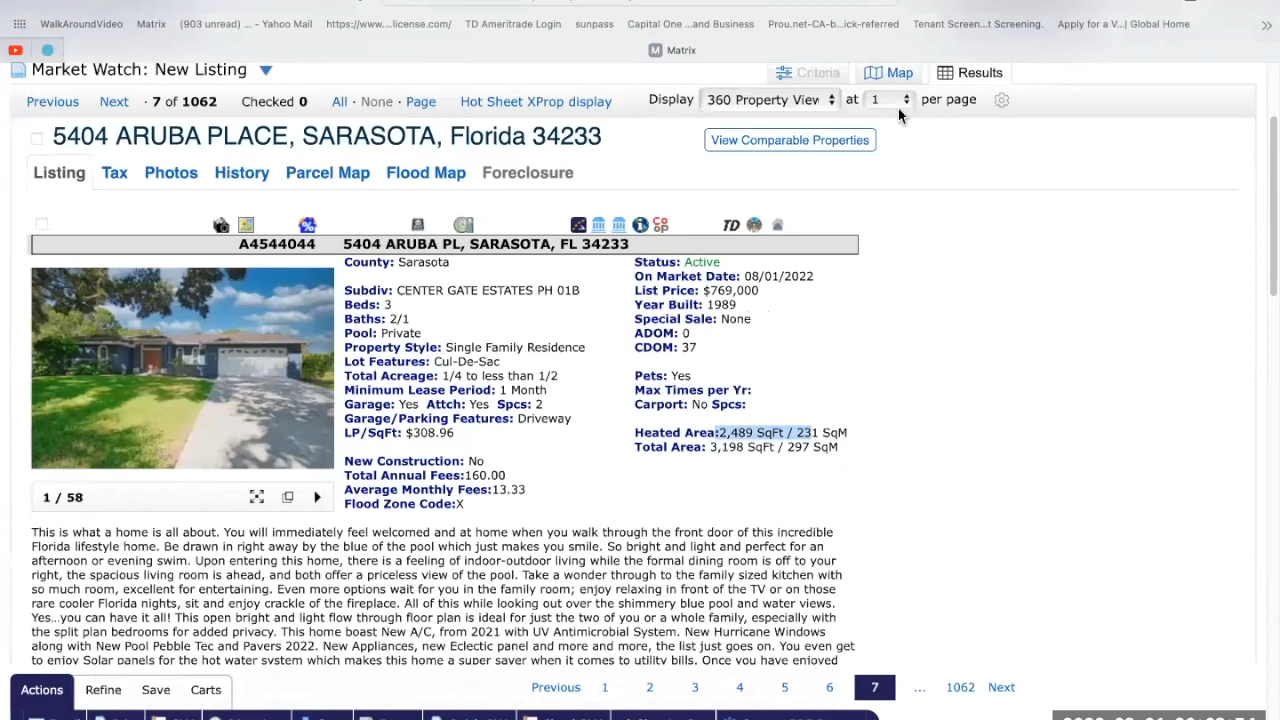 WalkAroundVideo Matrix (903 unread) ... - Yahoo Mail https://www....license.com/ TD Ameritrade Login sunpass Capital One ...and Business Prou.net-CA-b...ick-referred Tenant Screen...t Screening. Apply for a V...| Global Home
M Matrix
Market Watch: New Listing Criteria Map Results
Previous Next · 7 of 1062 Checked 0 All · None · Page Hot Sheet XProp display Display 360 Property View at 1 per page
5404 ARUBA PLACE, SARASOTA, Florida 34233 View Comparable Properties
Listing Tax Photos History Parcel Map Flood Map Foreclosure
A4544044 5404 ARUBA PL, SARASOTA, FL 34233
County: Sarasota Status: Active
On Market Date: 08/01/2022
Subdiv: CENTER GATE ESTATES PH 01B List Price: $769,000
Beds: 3 Year Built: 1989
Baths: 2/1 Special Sale: None
Pool: Private ADOM: 0
Property Style: Single Family Residence CDOM: 37
Lot Features: Cul-De-Sac
Total Acreage: 1/4 to less than 1/2 Pets: Yes
Minimum Lease Period: 1 Month Max Times per Yr:
Garage: Yes Attch: Yes Spcs: 2 Carport: No Spcs:
Garage/Parking Features: Driveway
LP/SqFt: $308.96 Heated Area:2,489 SqFt / 231 SqM
Total Area: 3,198 SqFt / 297 SqM
New Construction: No
Total Annual Fees:160.00
Average Monthly Fees:13.33
1 / 58 Flood Zone Code:X
This is what a home is all about. You will immediately feel welcomed and at home when you walk through the front door of this incredible
Florida lifestyle home. Be drawn in right away by the blue of the pool which just makes you smile. So bright and light and perfect for an
afternoon or evening swim. Upon entering this home, there is a feeling of indoor-outdoor living while the formal dining room is off to your
right, the spacious living room is ahead, and both offer a priceless view of the pool. Take a wonder through to the family sized kitchen with
so much room, excellent for entertaining. Even more options wait for you in the family room; enjoy relaxing in front of the TV or on those
rare cooler Florida nights, sit and enjoy crackle of the fireplace. All of this while looking out over the shimmery blue pool and water views.
Yes...you can have it all! This open bright and light flow through floor plan is ideal for just the two of you or a whole family, especially with
the split plan bedrooms for added privacy. This home boast New A/C, from 2021 with UV Antimicrobial System. New Hurricane Windows
along with New Pool Pebble Tec and Pavers 2022. New Appliances, new Eclectic panel and more and more, the list just goes on. You even get
to enjoy Solar panels for the hot water system which makes this home a super saver when it comes to utility bills. Once you have enjoyed
Actions Refine Save Carts Previous 1 2 3 4 5 6 7 ... 1062 Next